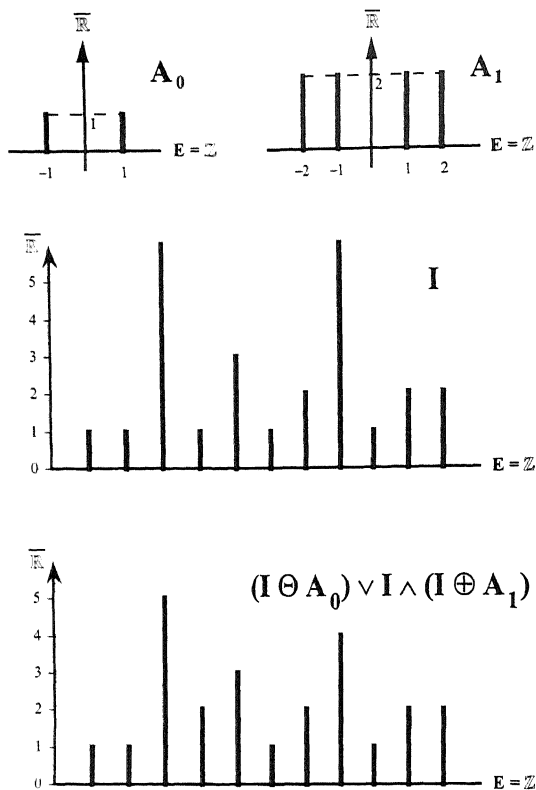 ℝ̅
A₀
1
E = ℤ
−1 1
ℝ̅
A₁
2
E = ℤ
−2 −1 1 2
ℝ̅
I
5
4
3
2
1
0
E = ℤ
ℝ̅
(I Θ A₀) ∨ I ∧ (I ⊕ A₁)
5
4
3
2
1
0
E = ℤ